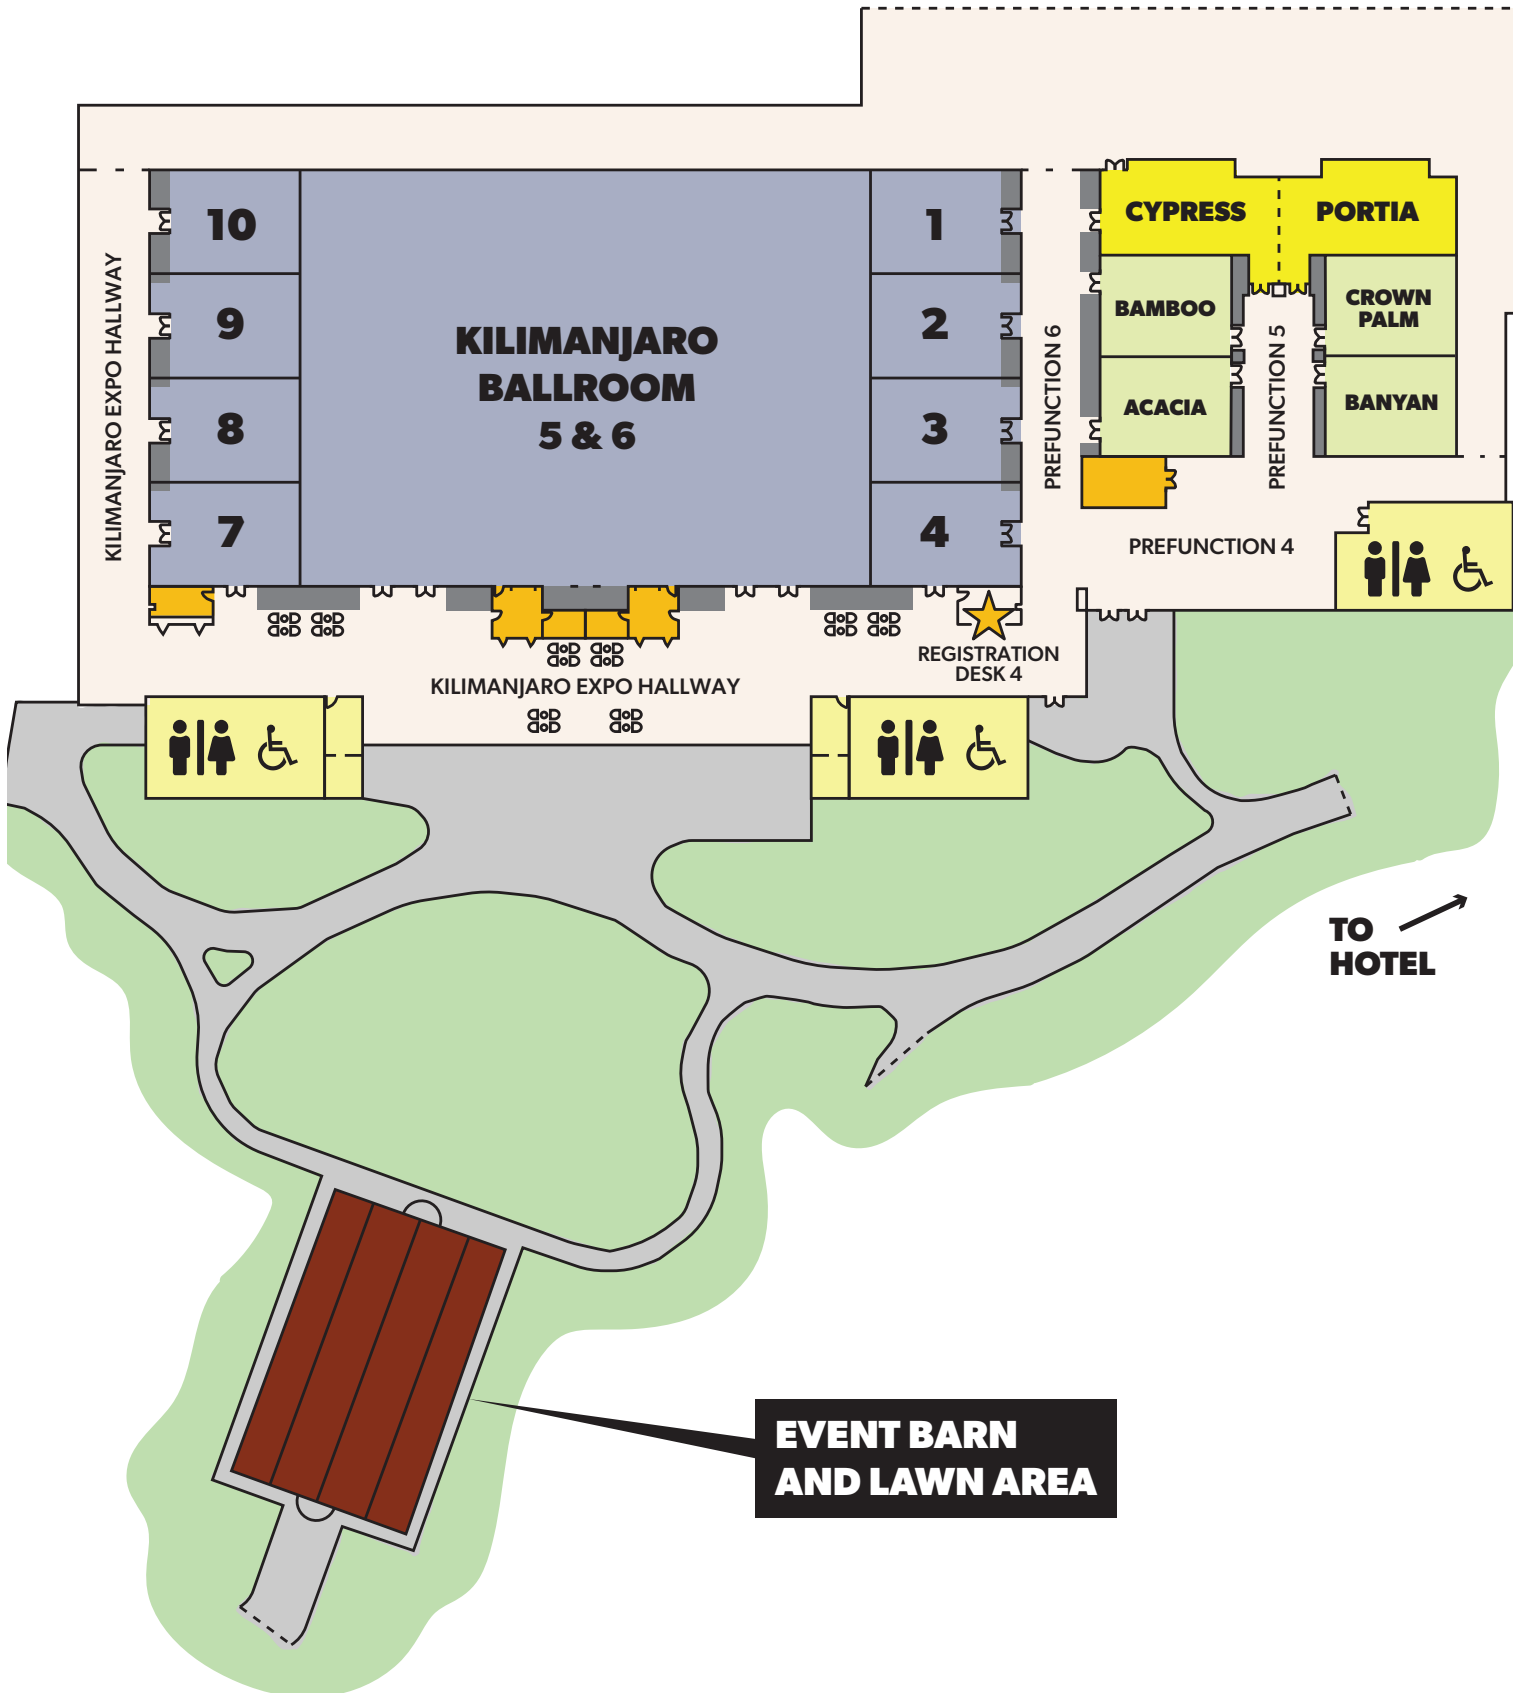 CYPRESS
PORTIA
10
1
KILIMANJARO EXPO HALLWAY
BAMBOO
CROWN
PALM
9
2
KILIMANJARO
BALLROOM
5 & 6
PREFUNCTION 6
PREFUNCTION 5
ACACIA
BANYAN
8
3
7
4
PREFUNCTION 4
REGISTRATION
DESK 4
KILIMANJARO EXPO HALLWAY
TO
HOTEL
EVENT BARN
AND LAWN AREA